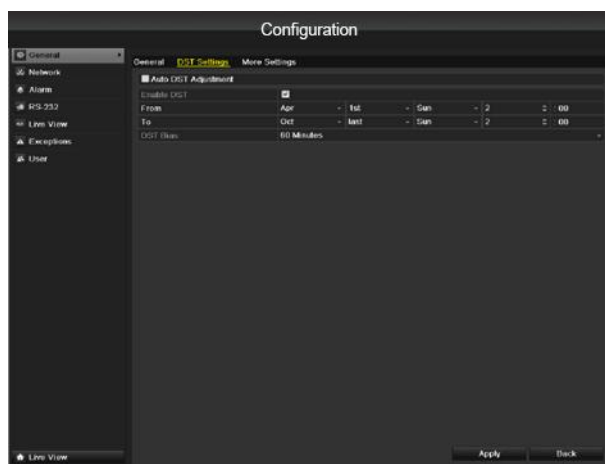 Configuration
General
Network
Alarm
RS-232
Live View
Exceptions
User
General DST Settings More Settings
Auto DST Adjustment
Enable DST
From Apr 1st Sun 2 : 00
To Oct last Sun 2 : 00
DST Bias 60 Minutes
Live View
Apply Back